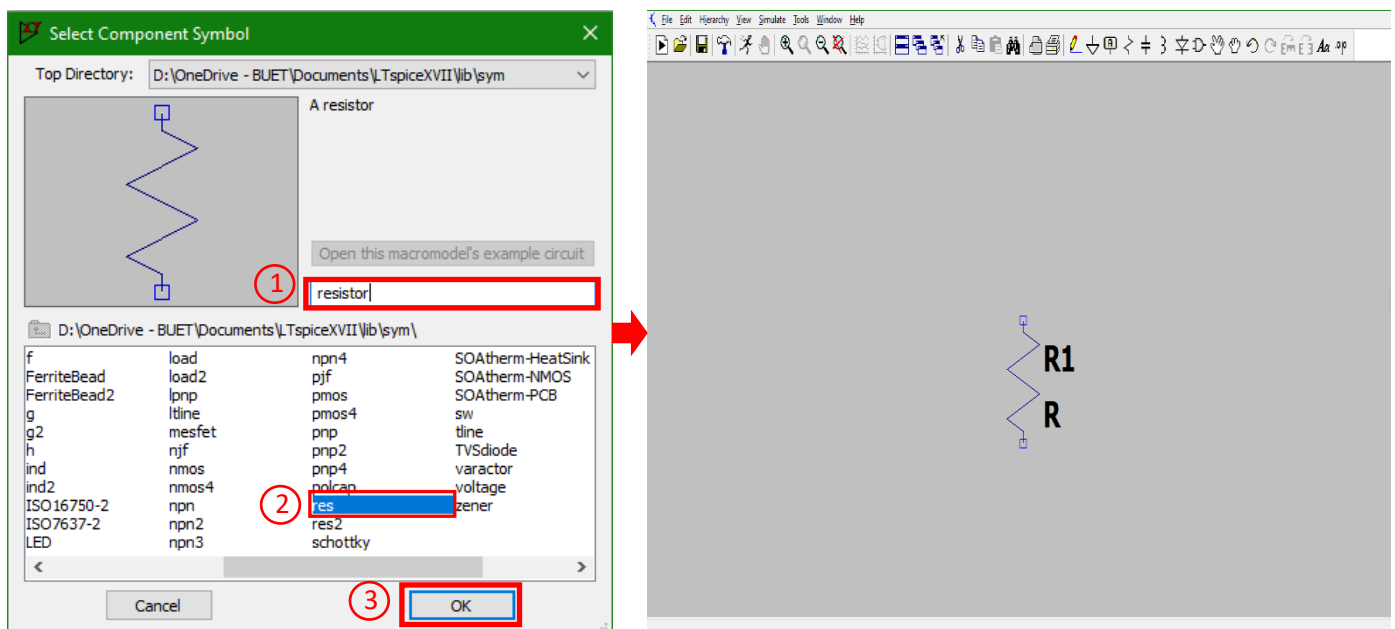 Select Component Symbol
Top Directory: D:\OneDrive - BUET\Documents\LTspiceXVII\lib\sym
A resistor
Open this macromodel's example circuit
1
resistor
D:\OneDrive - BUET\Documents\LTspiceXVII\lib\sym\
f load npn4 SOAtherm-HeatSink
FerriteBead load2 pjf SOAtherm-NMOS
FerriteBead2 lpnp pmos SOAtherm-PCB
g ltline pmos4 sw
g2 mesfet pnp tline
h njf pnp2 TVSdiode
ind nmos pnp4 varactor
ind2 nmos4 polcap voltage
ISO16750-2 npn res zener
ISO7637-2 npn2 res2
LED npn3 schottky
2
3
Cancel OK
File Edit Hierarchy View Simulate Tools Window Help
Aa .op
R1
R